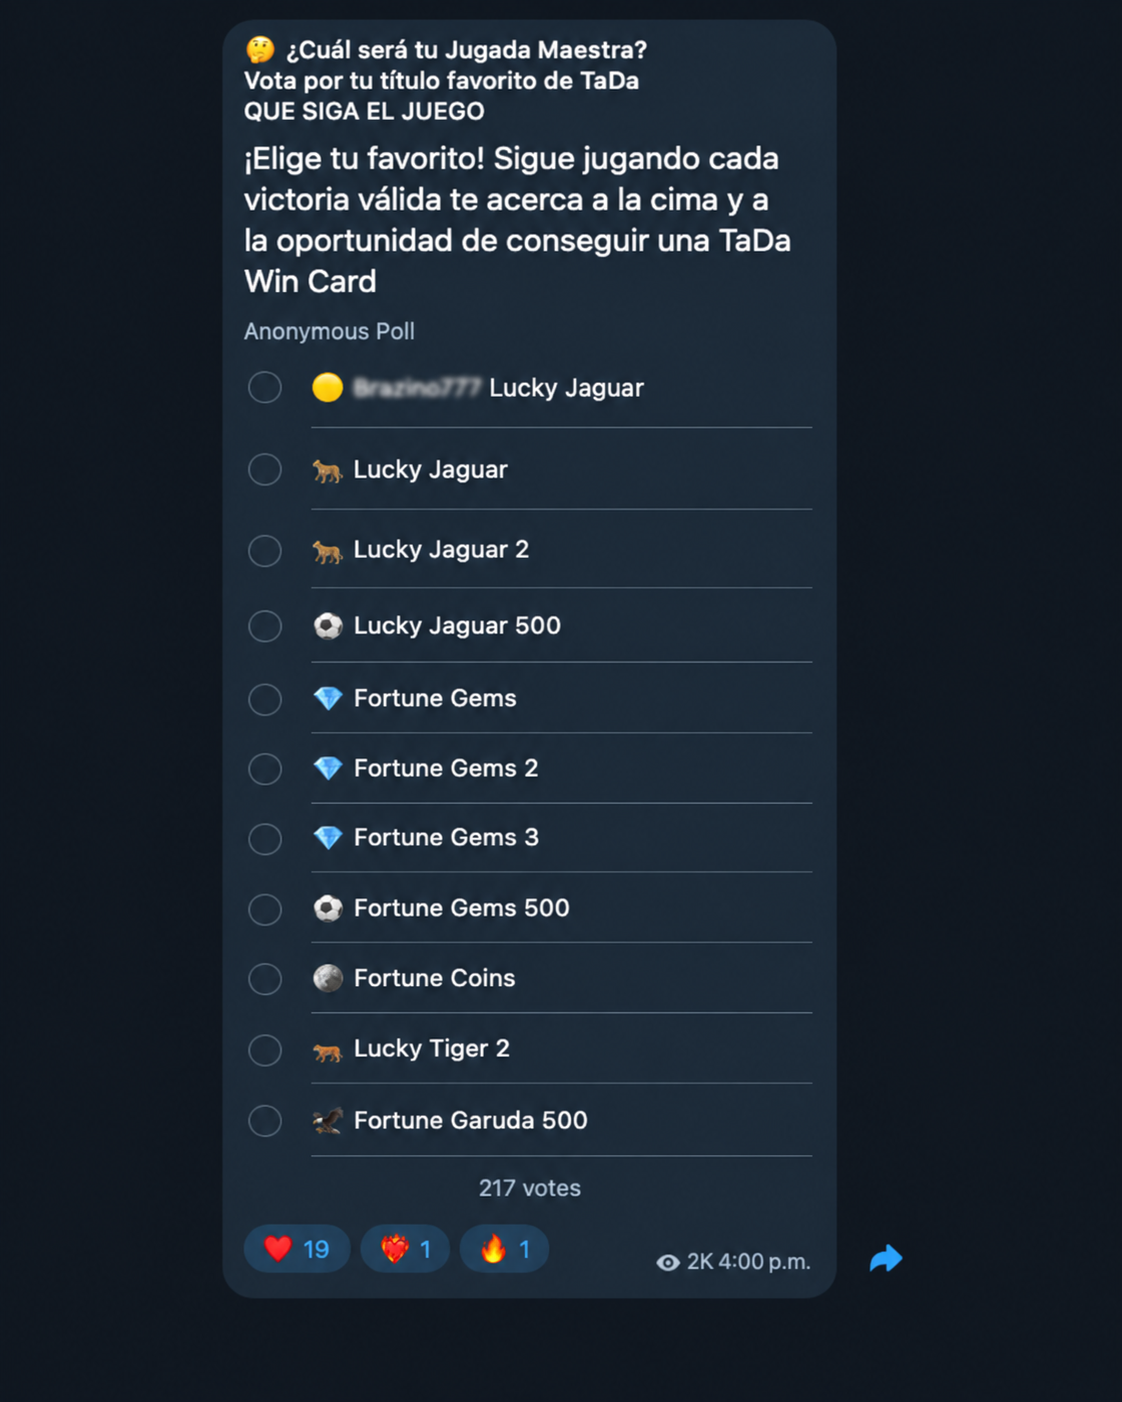 ¿Cuál será tu Jugada Maestra?
Vota por tu título favorito de TaDa
QUE SIGA EL JUEGO
¡Elige tu favorito! Sigue jugando cada
victoria válida te acerca a la cima y a
la oportunidad de conseguir una TaDa
Win Card
Anonymous Poll
Brazino777 Lucky Jaguar
Lucky Jaguar
Lucky Jaguar 2
Lucky Jaguar 500
Fortune Gems
Fortune Gems 2
Fortune Gems 3
Fortune Gems 500
Fortune Coins
Lucky Tiger 2
Fortune Garuda 500
217 votes
19 1 1
2K 4:00 p.m.